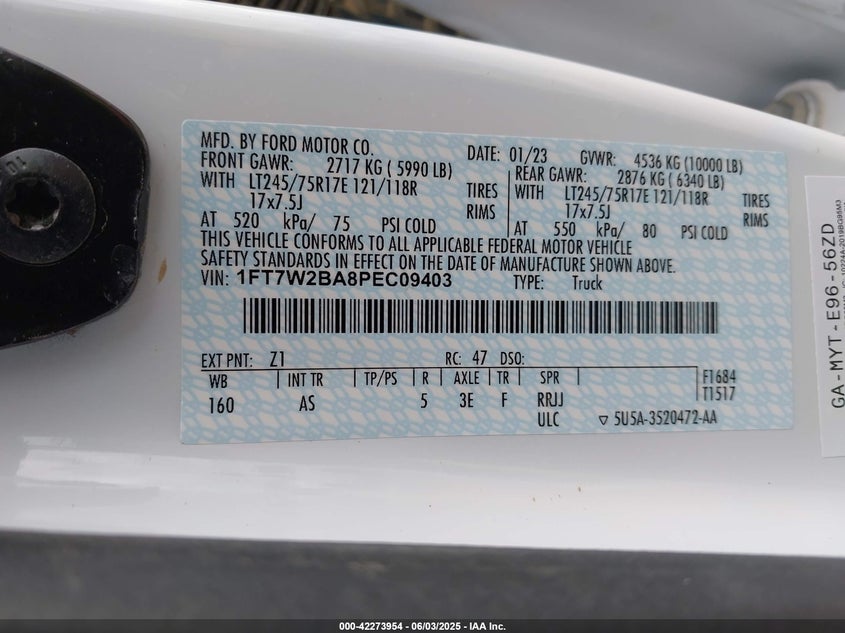 MFD. BY FORD MOTOR CO.
DATE: 01/23 GVWR: 4536 KG (10000 LB)
FRONT GAWR: 2717 KG ( 5990 LB)
REAR GAWR: 2876 KG ( 6340 LB)
WITH LT245/75R17E 121/118R TIRES
WITH LT245/75R17E 121/118R TIRES
17x7.5J RIMS
17x7.5J RIMS
AT 520 kPa/ 75 PSI COLD
AT 550 kPa/ 80 PSI COLD
THIS VEHICLE CONFORMS TO ALL APPLICABLE FEDERAL MOTOR VEHICLE
SAFETY STANDARDS IN EFFECT ON THE DATE OF MANUFACTURE SHOWN ABOVE.
VIN: 1FT7W2BA8PEC09403 TYPE: Truck
EXT PNT: Z1 RC: 47 DSO:
WB INT TR TP/PS R AXLE TR SPR F1684
T1517
160 AS 5 3E F RRJJ
ULC ▽ 5U5A-3520472-AA
GA-MYT-E96-56ZD
000-42273954 | 06/03/2025 - IAA Inc.